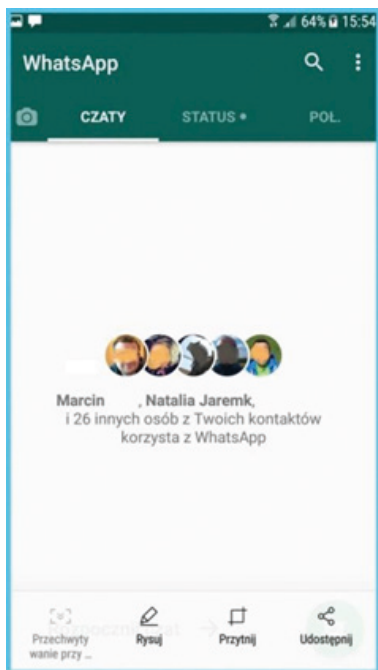 64% 15:54
WhatsApp
CZATY STATUS POŁ.
Marcin , Natalia Jaremk,
i 26 innych osób z Twoich kontaktów
korzysta z WhatsApp
Przechwyty
wanie przy ...
Rysuj
Przytnij
Udostępnij